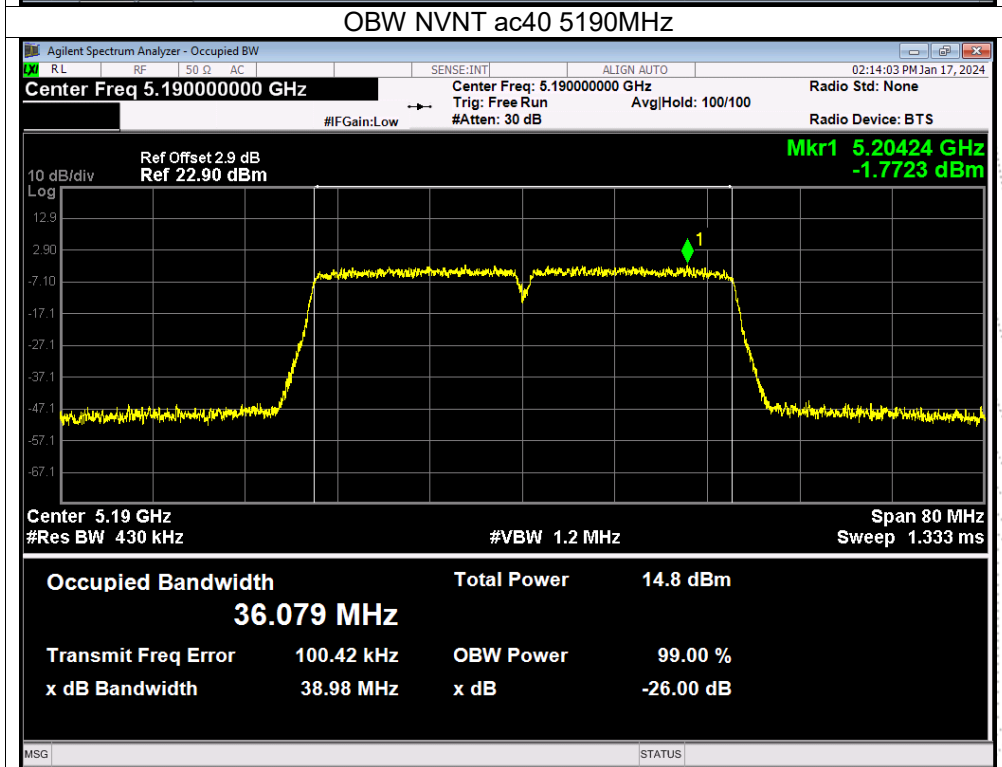 OBW NVNT ac40 5190MHz
Agilent Spectrum Analyzer - Occupied BW
LXI RL RF 50 Ω AC SENSE:INT ALIGN AUTO 02:14:03 PM Jan 17, 2024
Center Freq 5.190000000 GHz Center Freq: 5.190000000 GHz Radio Std: None
Trig: Free Run Avg|Hold: 100/100
#IFGain:Low #Atten: 30 dB Radio Device: BTS
Mkr1 5.20424 GHz
-1.7723 dBm
Ref Offset 2.9 dB
10 dB/div Ref 22.90 dBm
Log
12.9
2.90
1
-7.10
-17.1
-27.1
-37.1
-47.1
-57.1
-67.1
Center 5.19 GHz Span 80 MHz
#Res BW 430 kHz #VBW 1.2 MHz Sweep 1.333 ms
Occupied Bandwidth Total Power 14.8 dBm
36.079 MHz
Transmit Freq Error 100.42 kHz OBW Power 99.00 %
x dB Bandwidth 38.98 MHz x dB -26.00 dB
MSG STATUS